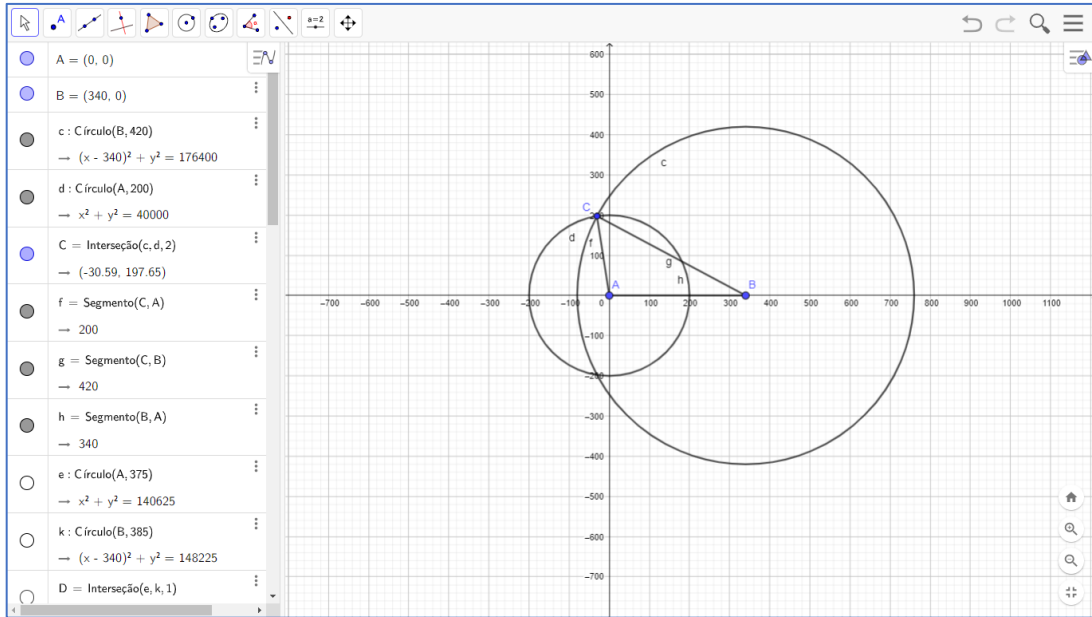 A
a=2
A = (0, 0)
B = (340, 0)
c : Círculo(B, 420)
→ (x - 340)² + y² = 176400
d : Círculo(A, 200)
→ x² + y² = 40000
C = Interseção(c, d, 2)
→ (-30.59, 197.65)
f = Segmento(C, A)
→ 200
g = Segmento(C, B)
→ 420
h = Segmento(B, A)
→ 340
e : Círculo(A, 375)
→ x² + y² = 140625
k : Círculo(B, 385)
→ (x - 340)² + y² = 148225
D = Interseção(e, k, 1)
600
500
400
c
300
C
200
d
f
100
g
h
A
B
-700 -600 -500 -400 -300 -200 -100 0 100 200 300 400 500 600 700 800 900 1000 1100
-100
-200
-300
-400
-500
-600
-700